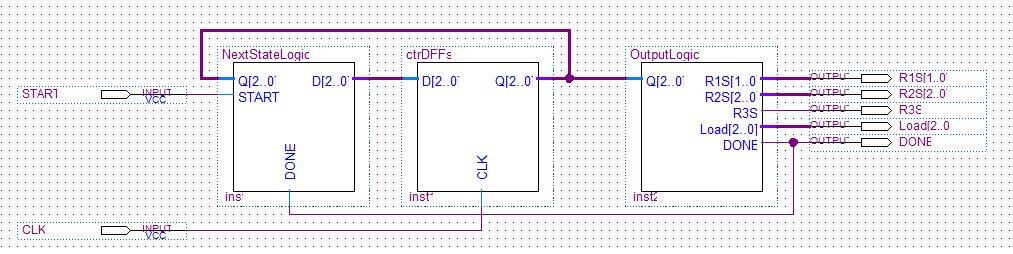 NextStateLogic
ctrDFFs
OutputLogic
Q[2..0]
D[2..0]
D[2..0]
Q[2..0]
Q[2..0]
R1S[1..0]
OUTPUT
R1S[1..0]
START
INPUT
VCC
START
R2S[2..0]
OUTPUT
R2S[2..0]
R3S
OUTPUT
R3S
Load[2..0]
OUTPUT
Load[2..0]
DONE
CLK
DONE
OUTPUT
DONE
inst
inst1
inst2
CLK
INPUT
VCC